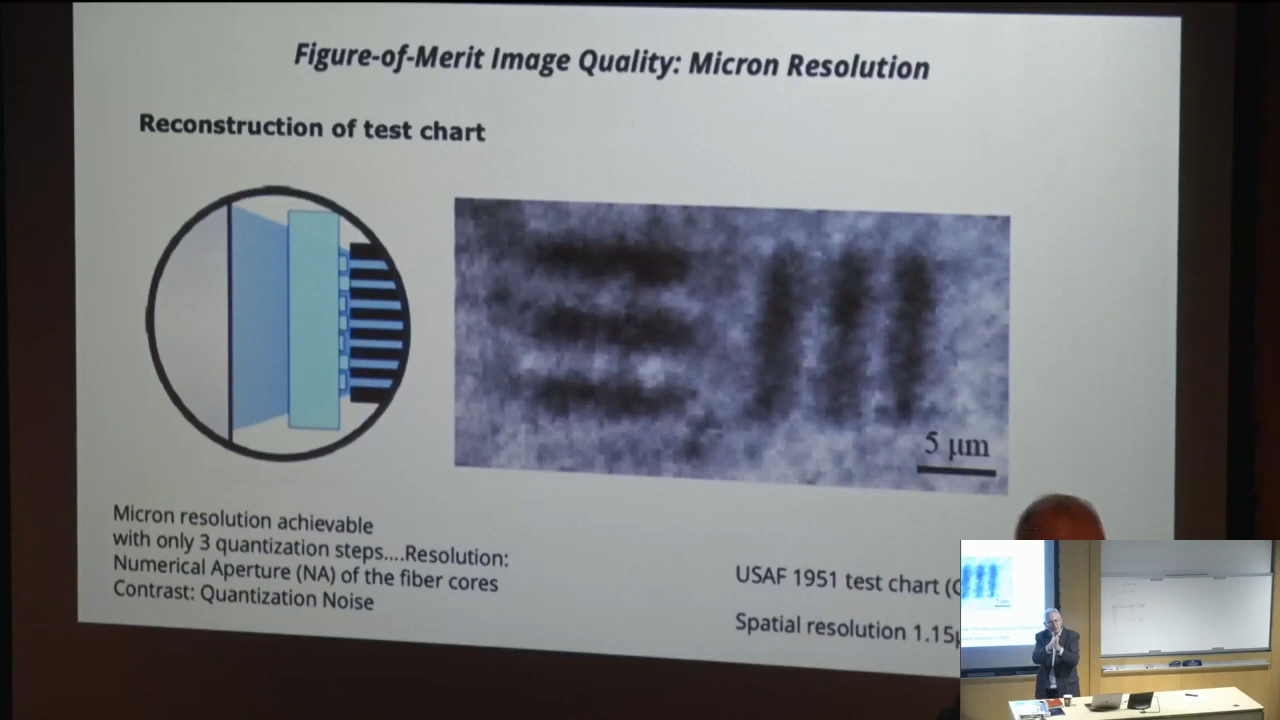 Figure-of-Merit Image Quality: Micron Resolution
Reconstruction of test chart
5 μm
Micron resolution achievable
with only 3 quantization steps....Resolution:
Numerical Aperture (NA) of the fiber cores
Contrast: Quantization Noise
USAF 1951 test chart
Spatial resolution 1.15